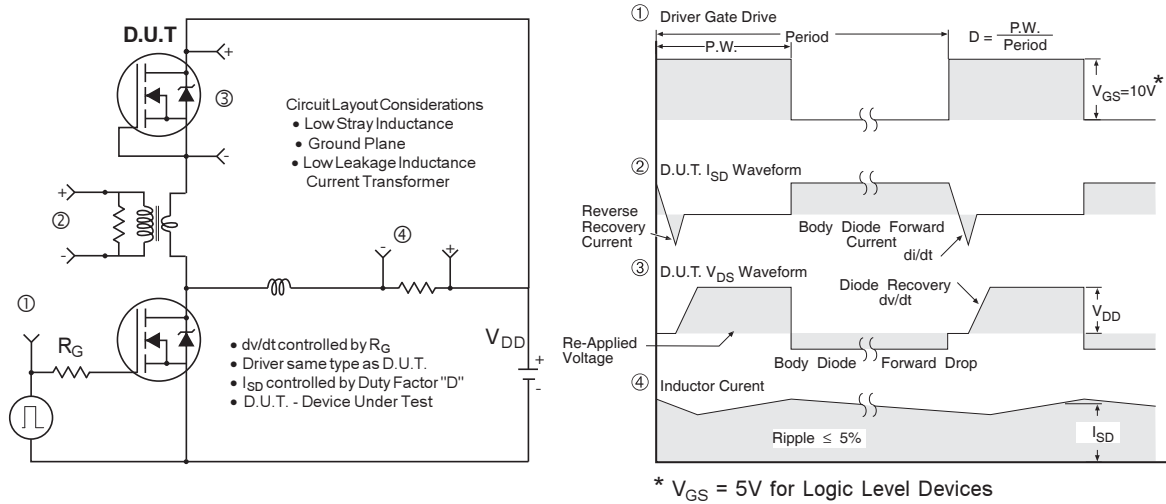 D.U.T
+
③
-
Circuit Layout Considerations
• Low Stray Inductance
• Ground Plane
• Low Leakage Inductance
Current Transformer
+
②
-
④
- +
①
R_G
• dv/dt controlled by R_G
• Driver same type as D.U.T.
• I_SD controlled by Duty Factor "D"
• D.U.T. - Device Under Test
V_DD
+
-
① Driver Gate Drive
P.W.
Period
D = P.W. / Period
V_GS=10V*
② D.U.T. I_SD Waveform
Reverse
Recovery
Current
Body Diode Forward
Current
di/dt
③ D.U.T. V_DS Waveform
Diode Recovery
dv/dt
V_DD
Re-Applied
Voltage
Body Diode Forward Drop
④ Inductor Curent
Ripple ≤ 5%
I_SD
* V_GS = 5V for Logic Level Devices